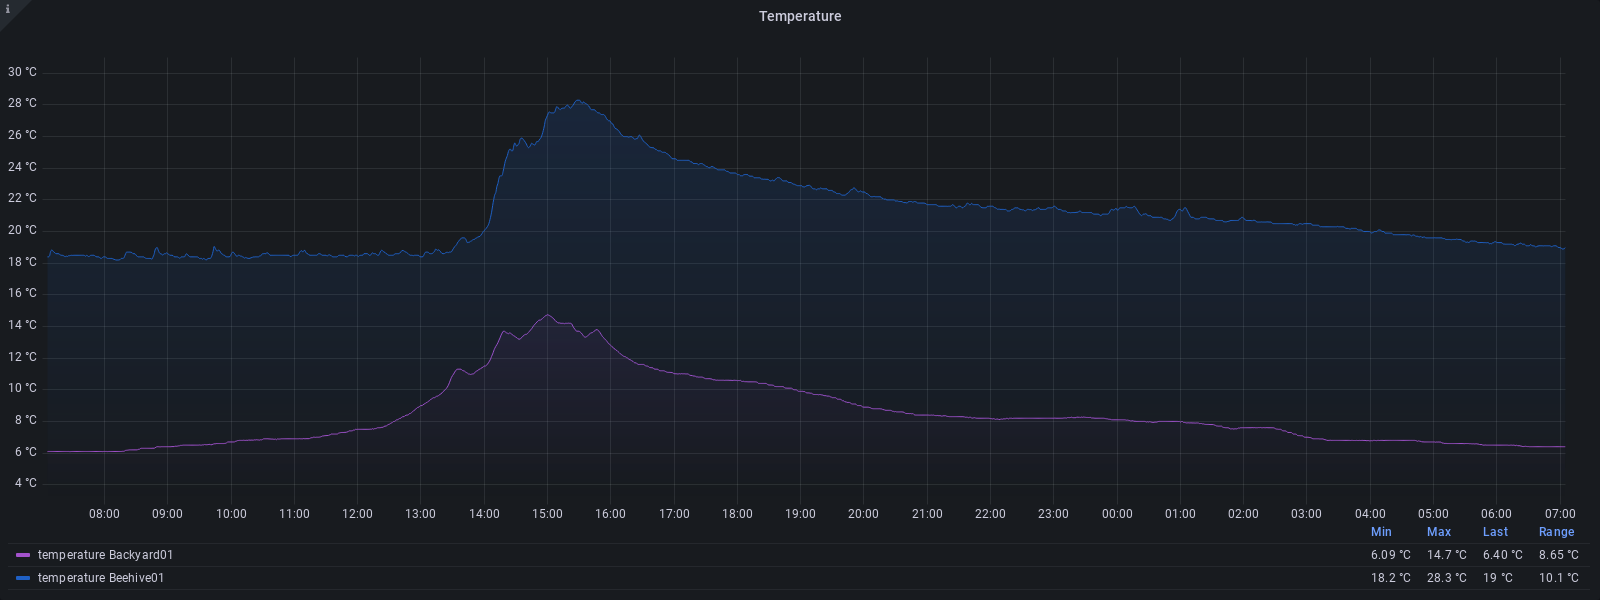 i
Temperature
30 °C
28 °C
26 °C
24 °C
22 °C
20 °C
18 °C
16 °C
14 °C
12 °C
10 °C
8 °C
6 °C
4 °C
08:00 09:00 10:00 11:00 12:00 13:00 14:00 15:00 16:00 17:00 18:00 19:00 20:00 21:00 22:00 23:00 00:00 01:00 02:00 03:00 04:00 05:00 06:00 07:00
Min Max Last Range
temperature Backyard01 6.09 °C 14.7 °C 6.40 °C 8.65 °C
temperature Beehive01 18.2 °C 28.3 °C 19 °C 10.1 °C